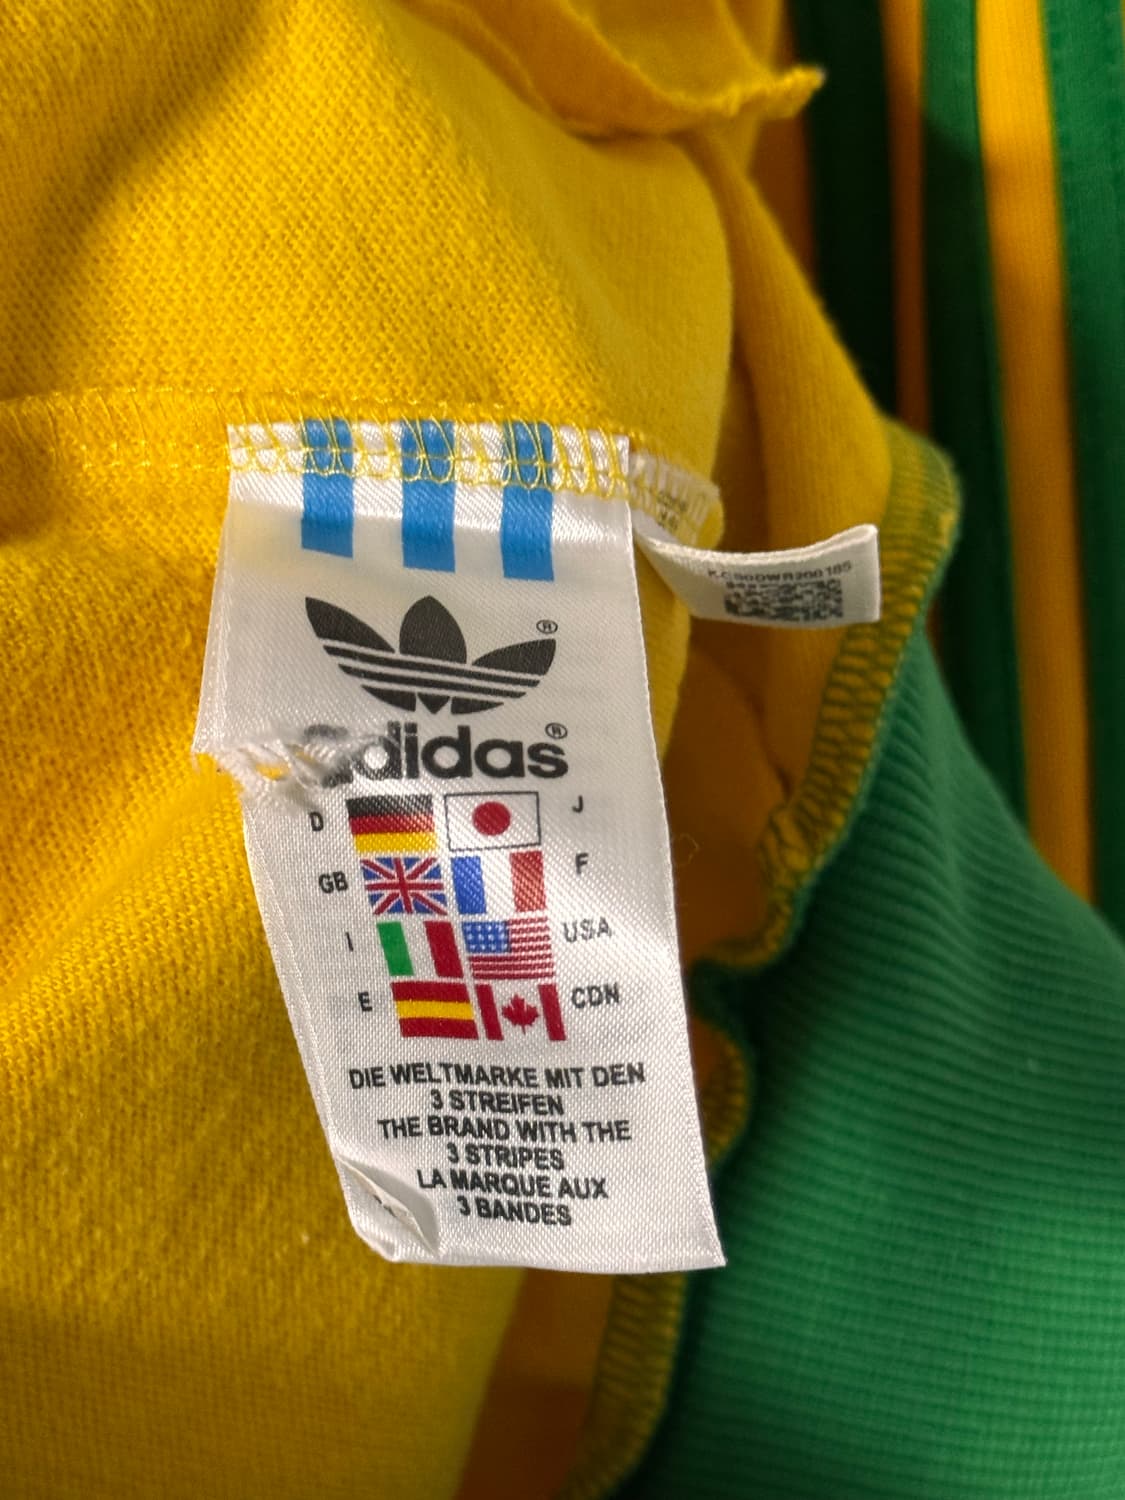 adidas®
D
J
GB
F
I
USA
E
CDN
DIE WELTMARKE MIT DEN
3 STREIFEN
THE BRAND WITH THE
3 STRIPES
LA MARQUE AUX
3 BANDES